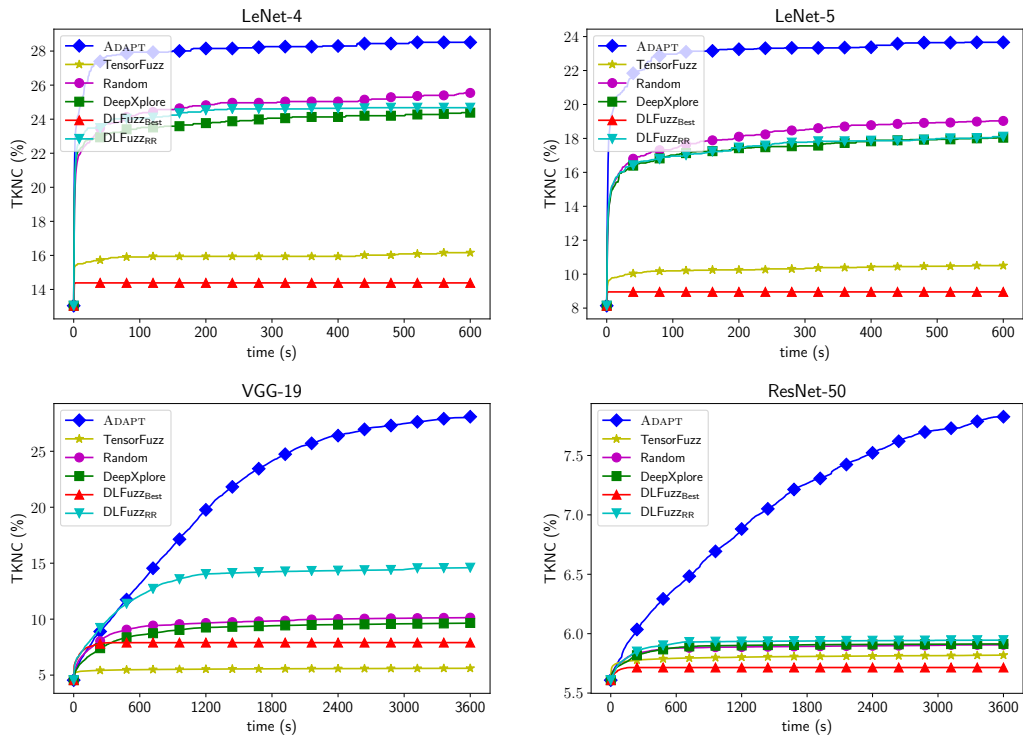 LeNet-4
TKNC (%)
28
26
24
22
20
18
16
14
ADAPT
TensorFuzz
Random
DeepXplore
DLFuzzBest
DLFuzzRR
0 100 200 300 400 500 600
time (s)
LeNet-5
TKNC (%)
24
22
20
18
16
14
12
10
8
ADAPT
TensorFuzz
Random
DeepXplore
DLFuzzBest
DLFuzzRR
0 100 200 300 400 500 600
time (s)
VGG-19
TKNC (%)
25
20
15
10
5
ADAPT
TensorFuzz
Random
DeepXplore
DLFuzzBest
DLFuzzRR
0 600 1200 1800 2400 3000 3600
time (s)
ResNet-50
TKNC (%)
7.5
7.0
6.5
6.0
5.5
ADAPT
TensorFuzz
Random
DeepXplore
DLFuzzBest
DLFuzzRR
0 600 1200 1800 2400 3000 3600
time (s)